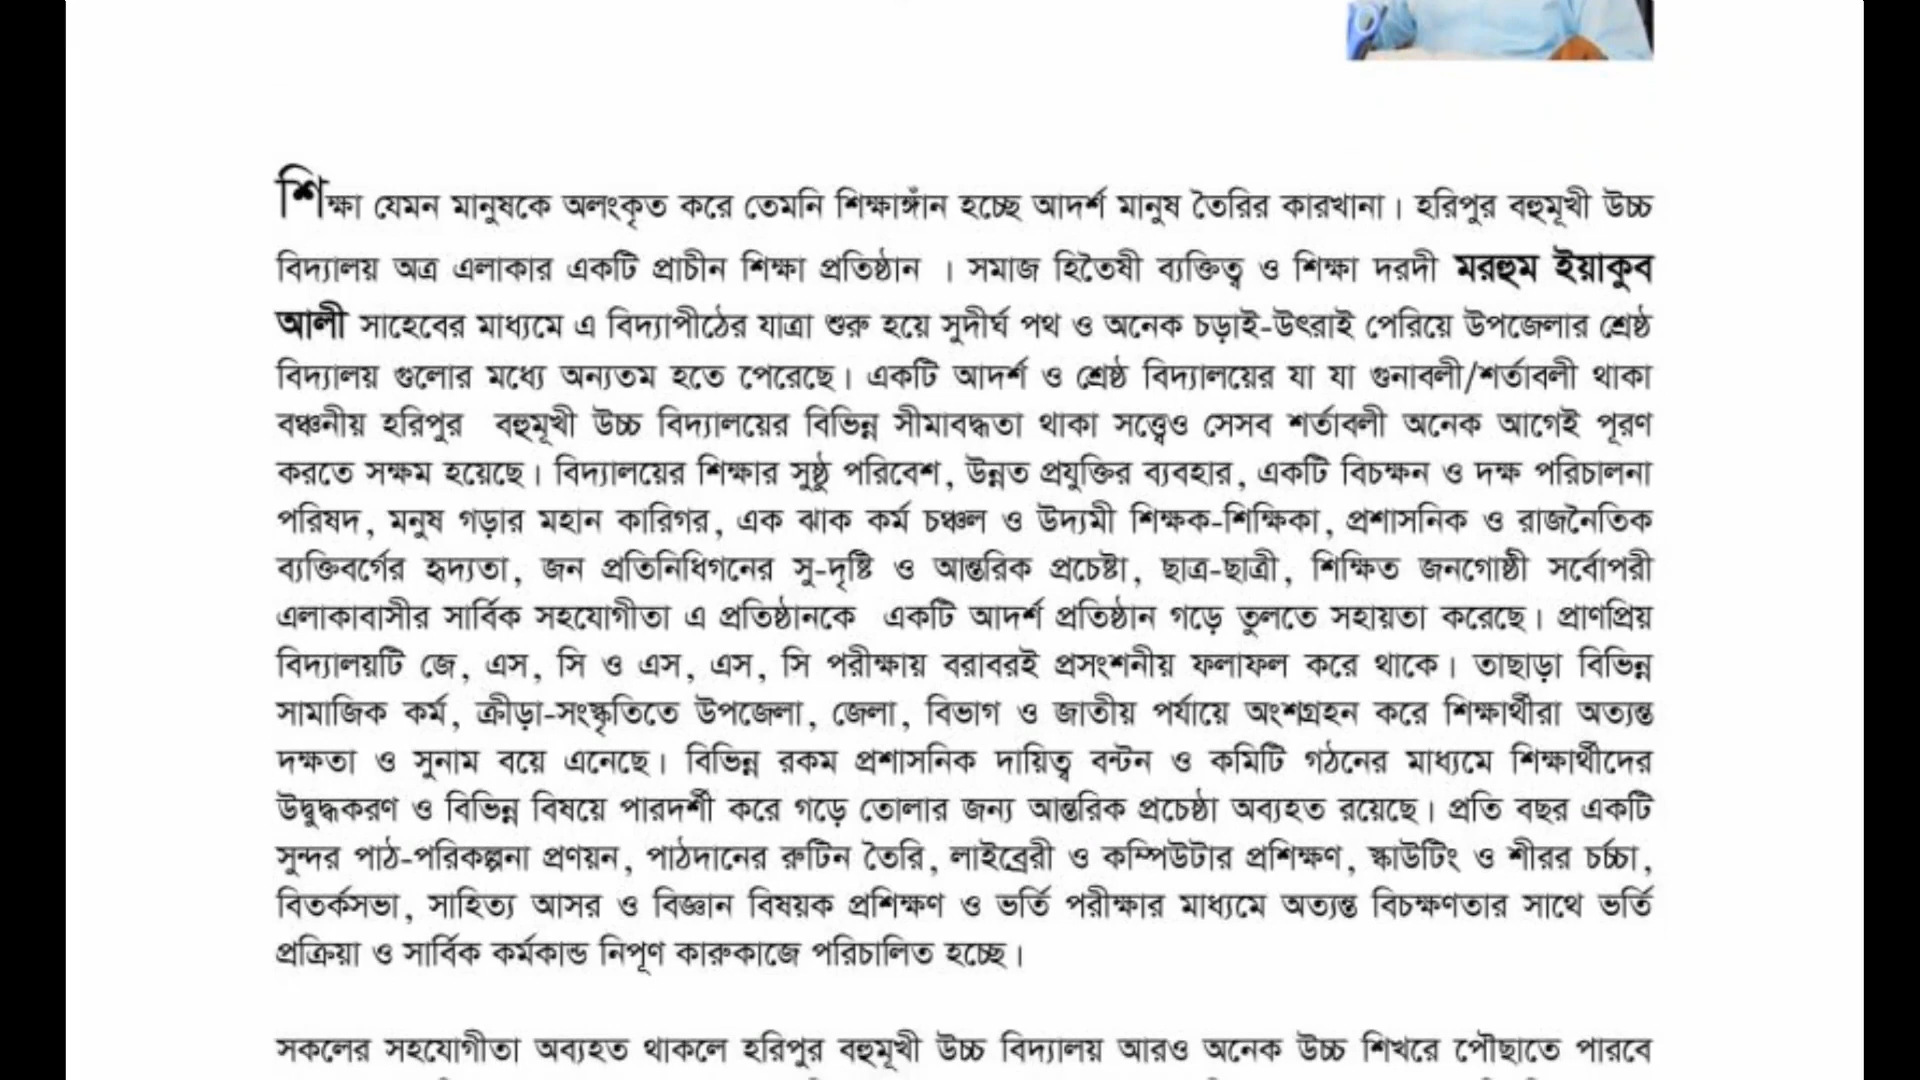 শিক্ষা যেমন মানুষকে অলংকৃত করে তেমনি শিক্ষাঙ্গাঁন হচ্ছে আদর্শ মানুষ তৈরির কারখানা। হরিপুর বহুমূখী উচ্চ
বিদ্যালয় অত্র এলাকার একটি প্রাচীন শিক্ষা প্রতিষ্ঠান । সমাজ হিতৈষী ব্যক্তিত্ব ও শিক্ষা দরদী মরহুম ইয়াকুব
আলী সাহেবের মাধ্যমে এ বিদ্যাপীঠের যাত্রা শুরু হয়ে সুদীর্ঘ পথ ও অনেক চড়াই-উৎরাই পেরিয়ে উপজেলার শ্রেষ্ঠ
বিদ্যালয় গুলোর মধ্যে অন্যতম হতে পেরেছে। একটি আদর্শ ও শ্রেষ্ঠ বিদ্যালয়ের যা যা গুনাবলী/শর্তাবলী থাকা
বঞ্চনীয় হরিপুর বহুমূখী উচ্চ বিদ্যালয়ের বিভিন্ন সীমাবদ্ধতা থাকা সত্ত্বেও সেসব শর্তাবলী অনেক আগেই পূরণ
করতে সক্ষম হয়েছে। বিদ্যালয়ের শিক্ষার সুষ্ঠু পরিবেশ, উন্নত প্রযুক্তির ব্যবহার, একটি বিচক্ষন ও দক্ষ পরিচালনা
পরিষদ, মনুষ গড়ার মহান কারিগর, এক ঝাক কর্ম চঞ্চল ও উদ্যমী শিক্ষক-শিক্ষিকা, প্রশাসনিক ও রাজনৈতিক
ব্যক্তিবর্গের হৃদ্যতা, জন প্রতিনিধিগনের সু-দৃষ্টি ও আন্তরিক প্রচেষ্টা, ছাত্র-ছাত্রী, শিক্ষিত জনগোষ্ঠী সর্বোপরী
এলাকাবাসীর সার্বিক সহযোগীতা এ প্রতিষ্ঠানকে একটি আদর্শ প্রতিষ্ঠান গড়ে তুলতে সহায়তা করেছে। প্রাণপ্রিয়
বিদ্যালয়টি জে, এস, সি ও এস, এস, সি পরীক্ষায় বরাবরই প্রসংশনীয় ফলাফল করে থাকে। তাছাড়া বিভিন্ন
সামাজিক কর্ম, ক্রীড়া-সংস্কৃতিতে উপজেলা, জেলা, বিভাগ ও জাতীয় পর্যায়ে অংশগ্রহন করে শিক্ষার্থীরা অত্যন্ত
দক্ষতা ও সুনাম বয়ে এনেছে। বিভিন্ন রকম প্রশাসনিক দায়িত্ব বন্টন ও কমিটি গঠনের মাধ্যমে শিক্ষার্থীদের
উদ্বুদ্ধকরণ ও বিভিন্ন বিষয়ে পারদর্শী করে গড়ে তোলার জন্য আন্তরিক প্রচেষ্ঠা অব্যহত রয়েছে। প্রতি বছর একটি
সুন্দর পাঠ-পরিকল্পনা প্রণয়ন, পাঠদানের রুটিন তৈরি, লাইব্রেরী ও কম্পিউটার প্রশিক্ষণ, স্কাউটিং ও শীরর চর্চ্চা,
বিতর্কসভা, সাহিত্য আসর ও বিজ্ঞান বিষয়ক প্রশিক্ষণ ও ভর্তি পরীক্ষার মাধ্যমে অত্যন্ত বিচক্ষণতার সাথে ভর্তি
প্রক্রিয়া ও সার্বিক কর্মকান্ড নিপূণ কারুকাজে পরিচালিত হচ্ছে।
সকলের সহযোগীতা অব্যহত থাকলে হরিপুর বহুমূখী উচ্চ বিদ্যালয় আরও অনেক উচ্চ শিখরে পৌছাতে পারবে